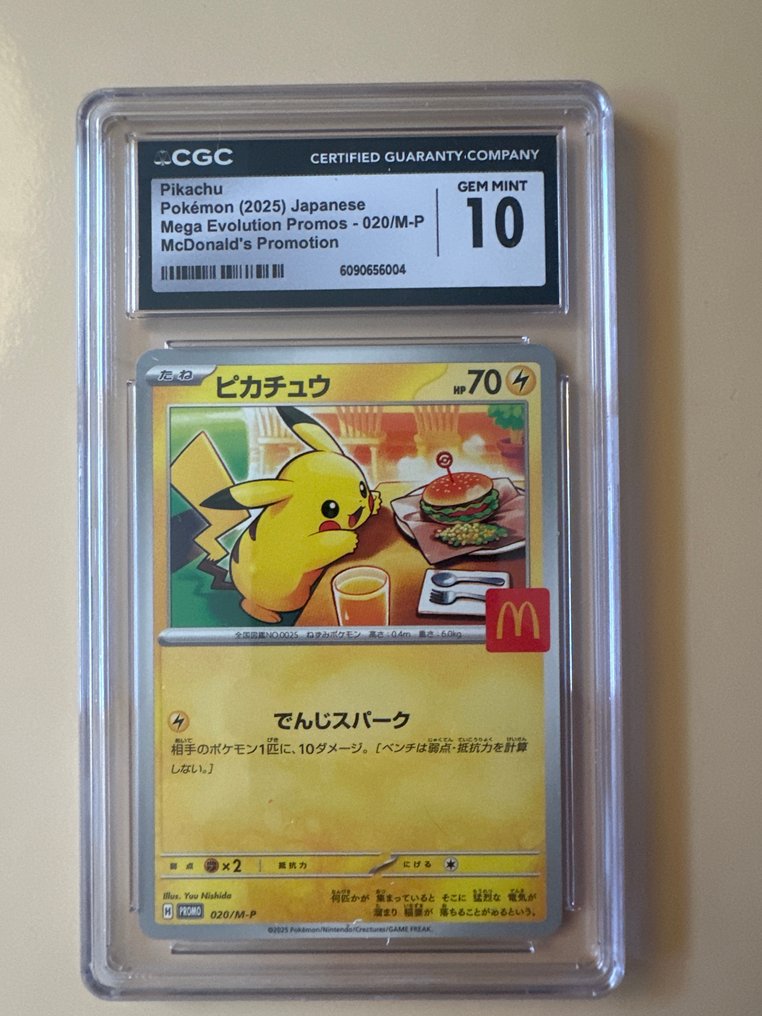 CGC
CERTIFIED GUARANTY COMPANY
Pikachu
Pokémon (2025) Japanese
Mega Evolution Promos - 020/M-P
McDonald's Promotion
GEM MINT
10
6090656004
たね
ピカチュウ
HP70
M
全国図鑑NO.0025 ねずみポケモン 高さ:0.4m 重さ:6.0kg
でんじスパーク
相手のポケモン1匹に、10ダメージ。[ベンチは弱点・抵抗力を計算
しない。]
弱点 ×2 抵抗力 にげる
Illus. Yuu Nishida
PROMO 020/M-P
何匹かが 集まっていると そこに 猛烈な 電気が
溜まり 稲妻が 落ちることがあるという。
©2025 Pokémon/Nintendo/Creatures/GAME FREAK.